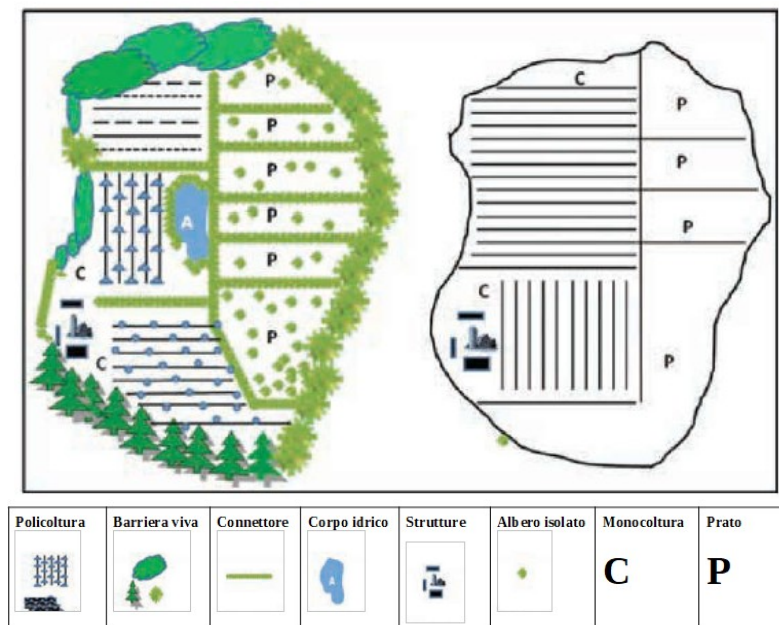 P
P
P
P
P
P
A
C
C
C
P
P
P
C
P
Policoltura
Barriera viva
Connettore
Corpo idrico
Strutture
Albero isolato
Monocoltura
Prato
A
C
P